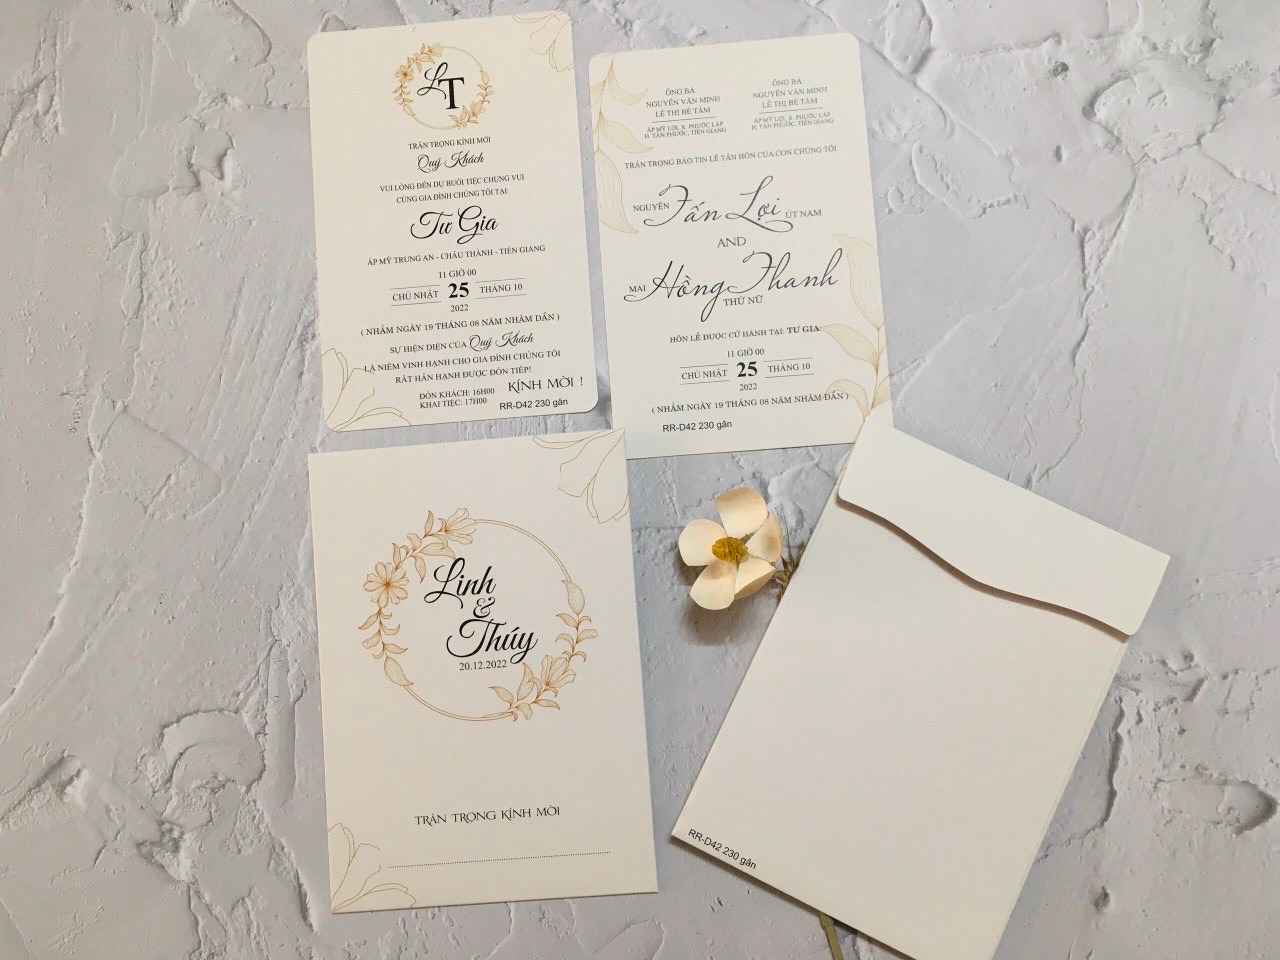 LT
TRÂN TRỌNG KÍNH MỜI
Quý Khách
VUI LÒNG ĐẾN DỰ BUỔI TIỆC CHUNG VUI
CÙNG GIA ĐÌNH CHÚNG TÔI TẠI:
Tư Gia
ẤP MỸ TRUNG AN - CHÂU THÀNH - TIỀN GIANG
11 GIỜ 00
CHỦ NHẬT 25 THÁNG 10
2022
( NHẰM NGÀY 19 THÁNG 08 NĂM NHÂM DẦN )
SỰ HIỆN DIỆN CỦA Quý Khách
LÀ NIỀM VINH HẠNH CHO GIA ĐÌNH CHÚNG TÔI
RẤT HÂN HẠNH ĐƯỢC ĐÓN TIẾP!
ĐÓN KHÁCH: 16H00
KHAI TIỆC: 17H00
KÍNH MỜI !
RR-D42 230 gân
ÔNG BÀ:
NGUYỄN VĂN MINH
LÊ THỊ BÉ TÁM
ẤP MỸ LỢI, X. PHƯỚC LẬP
H. TÂN PHƯỚC, TIỀN GIANG
ÔNG BÀ:
NGUYỄN VĂN MINH
LÊ THỊ BÉ TÁM
ẤP MỸ LỢI, X. PHƯỚC LẬP
H. TÂN PHƯỚC, TIỀN GIANG
TRÂN TRỌNG BÁO TIN LỄ TÂN HÔN CỦA CON CHÚNG TÔI
NGUYỄN Tấn Lợi ÚT NAM
AND
MAI Hồng Thanh
THỨ NỮ
HÔN LỄ ĐƯỢC CỬ HÀNH TẠI: TƯ GIA
11 GIỜ 00
CHỦ NHẬT 25 THÁNG 10
2022
( NHẰM NGÀY 19 THÁNG 08 NĂM NHÂM DẦN )
RR-D42 230 gân
Linh
&
Thúy
20.12.2022
TRÂN TRỌNG KÍNH MỜI
RR-D42 230 gân